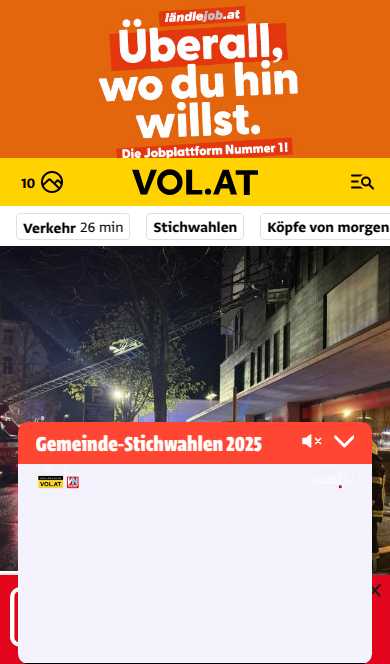 ländlejob.at
Überall,
wo du hin
willst.
Die Jobplattform Nummer 1!
10
VOL.AT
Verkehr 26 min
Stichwahlen
Köpfe von morgen
Gemeinde-Stichwahlen 2025
VOL.AT